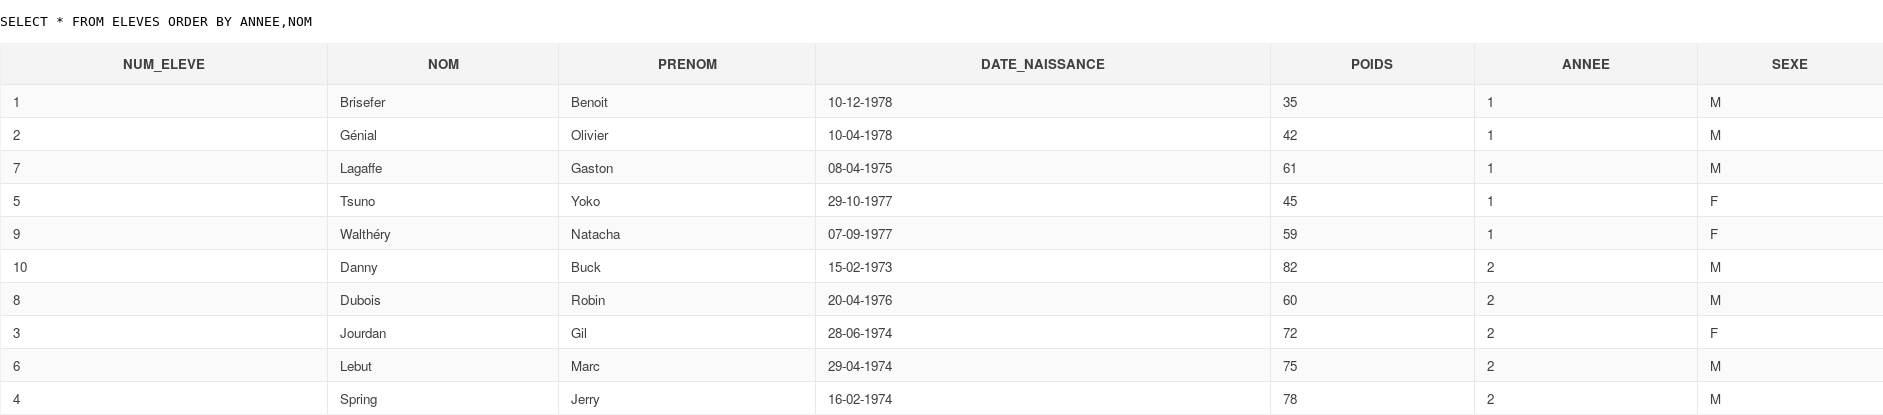 SELECT * FROM ELEVES ORDER BY ANNEE,NOM
NUM_ELEVE NOM PRENOM DATE_NAISSANCE POIDS ANNEE SEXE
1 Brisefer Benoit 10-12-1978 35 1 M
2 Génial Olivier 10-04-1978 42 1 M
7 Lagaffe Gaston 08-04-1975 61 1 M
5 Tsuno Yoko 29-10-1977 45 1 F
9 Walthéry Natacha 07-09-1977 59 1 F
10 Danny Buck 15-02-1973 82 2 M
8 Dubois Robin 20-04-1976 60 2 M
3 Jourdan Gil 28-06-1974 72 2 F
6 Lebut Marc 29-04-1974 75 2 M
4 Spring Jerry 16-02-1974 78 2 M